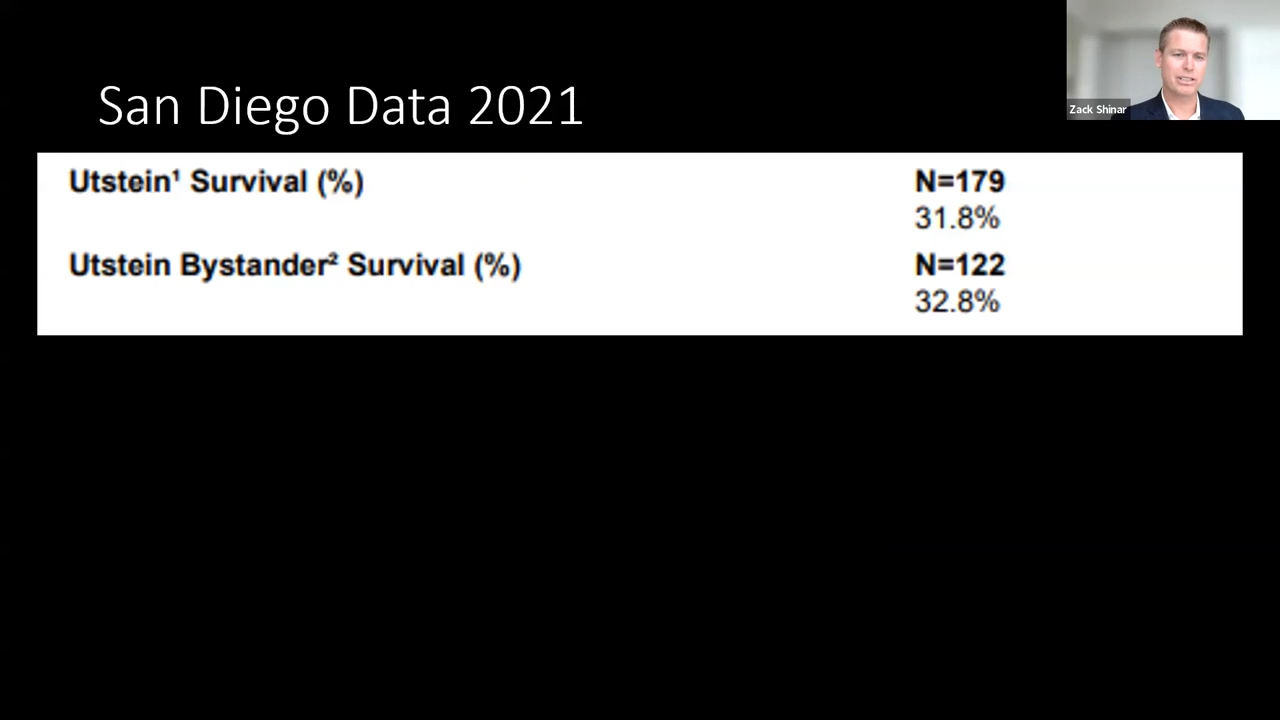 San Diego Data 2021
Zack Shinar
Utstein¹ Survival (%) N=179
31.8%
Utstein Bystander² Survival (%) N=122
32.8%